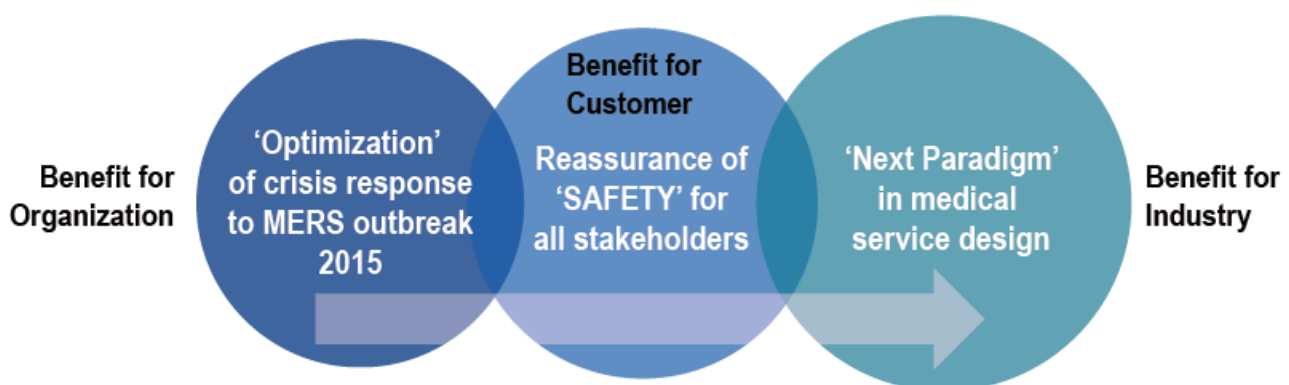 Benefit for
Organization
‘Optimization’
of crisis response
to MERS outbreak
2015
Benefit for
Customer
Reassurance of
‘SAFETY’ for
all stakeholders
‘Next Paradigm’
in medical
service design
Benefit for
Industry